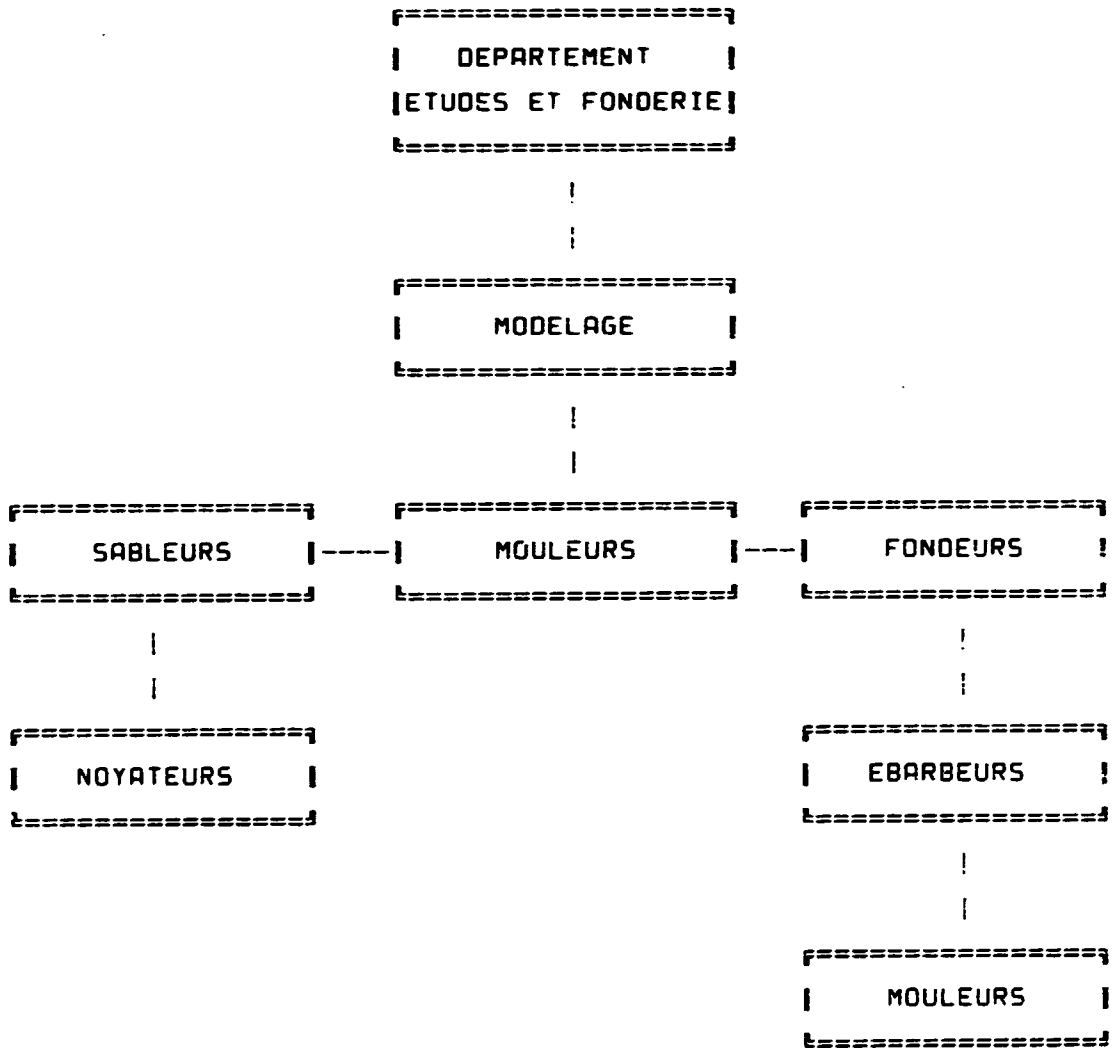 DEPARTEMENT
ETUDES ET FONDERIE
MODELAGE
SABLEURS
MOULEURS
FONDEURS
NOYATEURS
EBARBEURS
MOULEURS